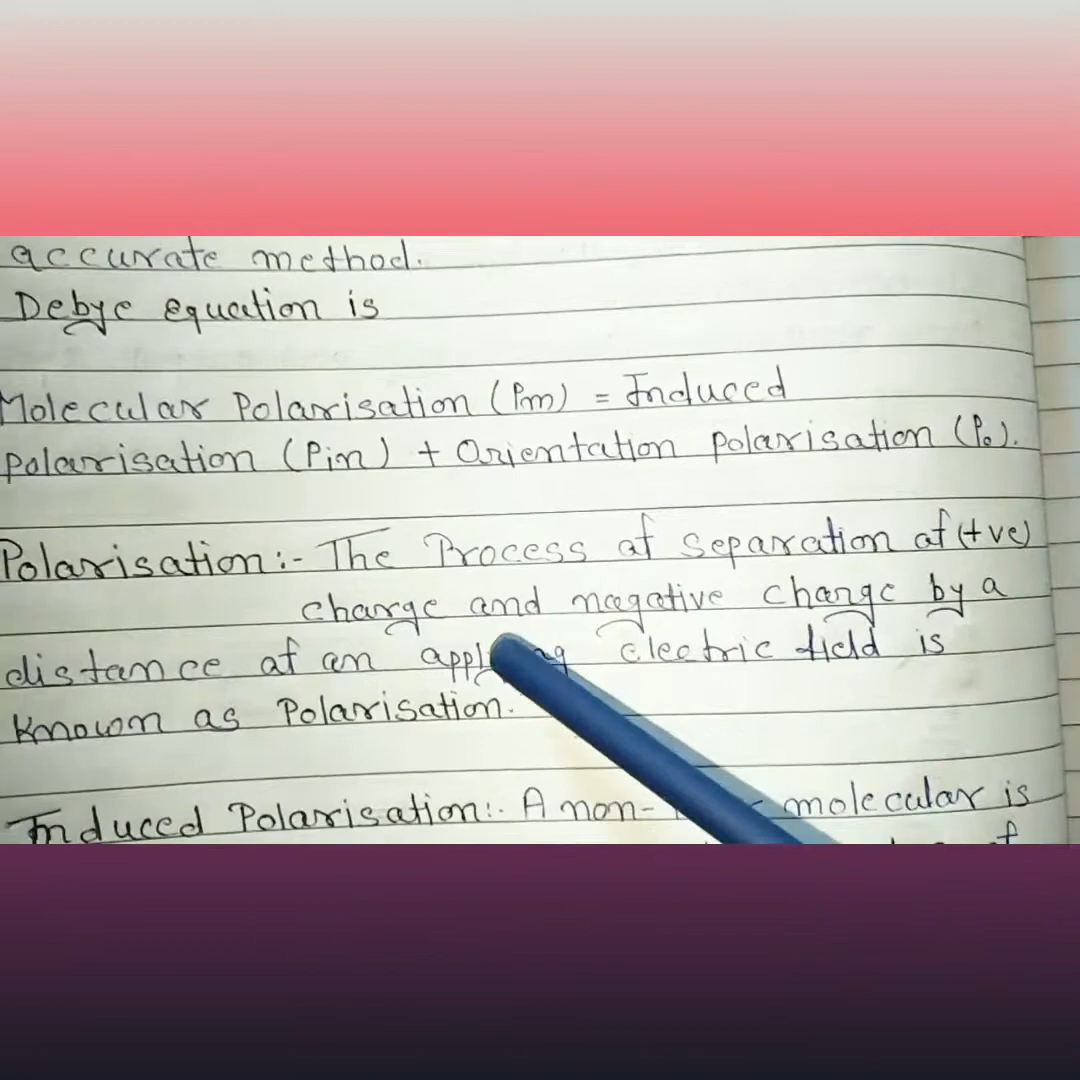 accurate method.
Debye equation is
Molecular Polarisation (Pm) = Induced
polarisation (Pin) + Orientation polarisation (Po).
Polarisation:- The Process of separation of (+ve)
charge and nagative charge by a
distance of an electric field is
known as Polarisation.
Induced Polarisation:- A non- molecular is
of